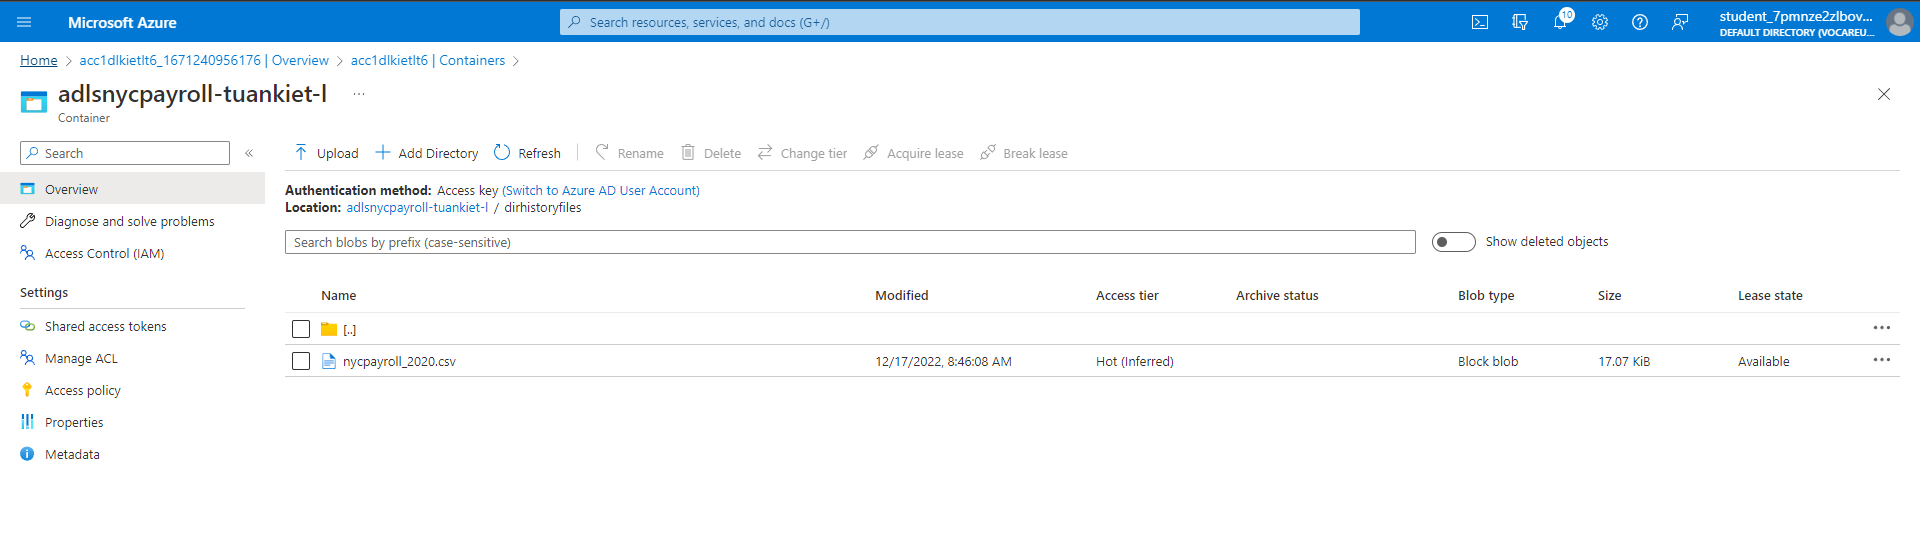 Microsoft Azure
Search resources, services, and docs (G+/)
10
student_7pmnze2zlbov...
DEFAULT DIRECTORY (VOCAREU...
Home > acc1dlkietlt6_1671240956176 | Overview > acc1dlkietlt6 | Containers >
adlsnycpayroll-tuankiet-l ...
Container
Search «
Upload Add Directory Refresh Rename Delete Change tier Acquire lease Break lease
Overview
Diagnose and solve problems
Access Control (IAM)
Settings
Shared access tokens
Manage ACL
Access policy
Properties
Metadata
Authentication method: Access key (Switch to Azure AD User Account)
Location: adlsnycpayroll-tuankiet-l / dirhistoryfiles
Search blobs by prefix (case-sensitive)
Show deleted objects
Name Modified Access tier Archive status Blob type Size Lease state
[..]
nycpayroll_2020.csv 12/17/2022, 8:46:08 AM Hot (Inferred) Block blob 17.07 KiB Available